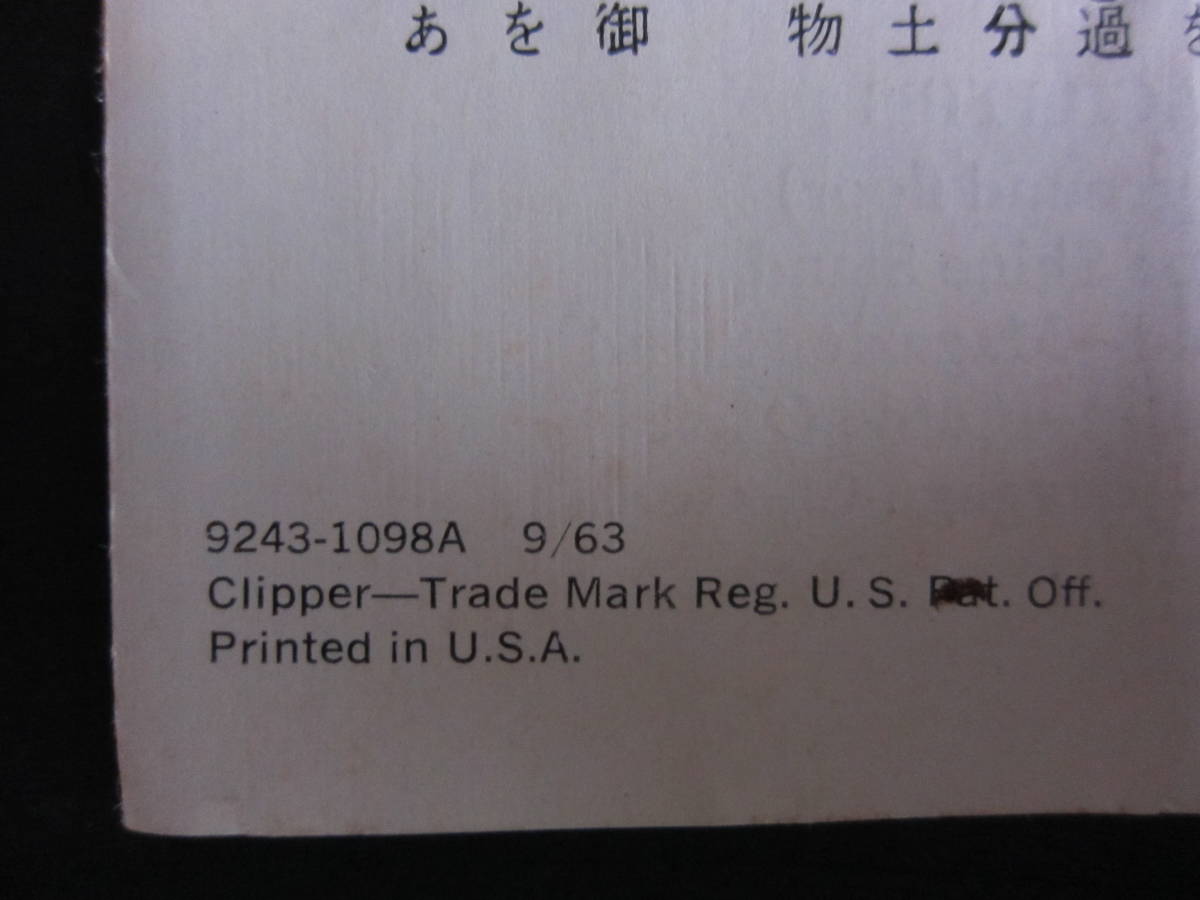 あ を 御 物 土 分 過 を
9243-1098A 9/63
Clipper—Trade Mark Reg. U. S. Pat. Off.
Printed in U.S.A.